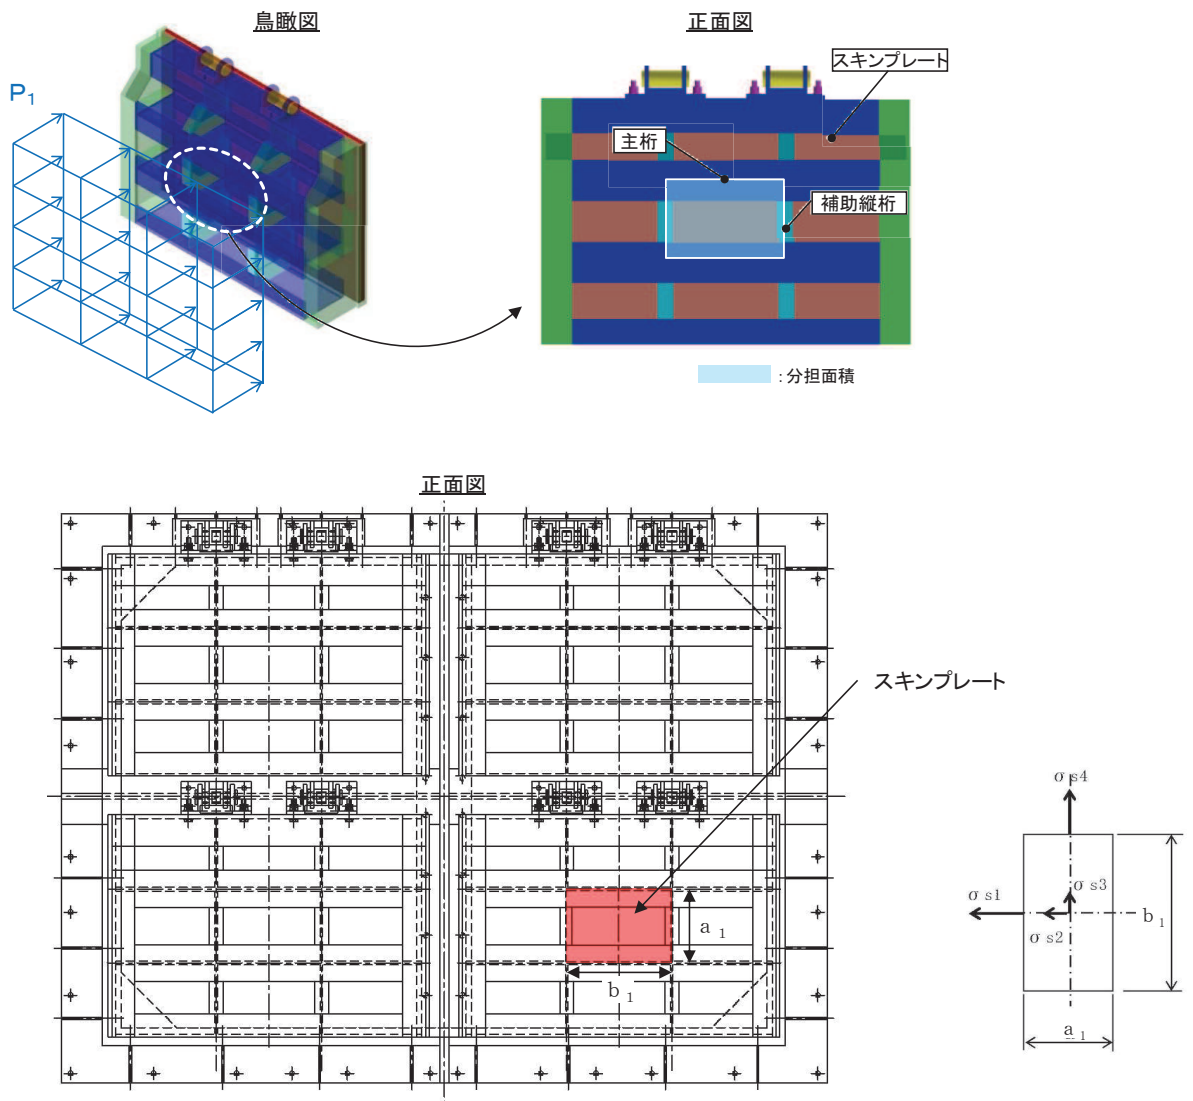 鳥瞰図
正面図
P1
スキンプレート
主桁
補助縦桁
:分担面積
正面図
スキンプレート
a 1
b 1
σ s4
σ s3
σ s1
σ s2
b 1
a 1